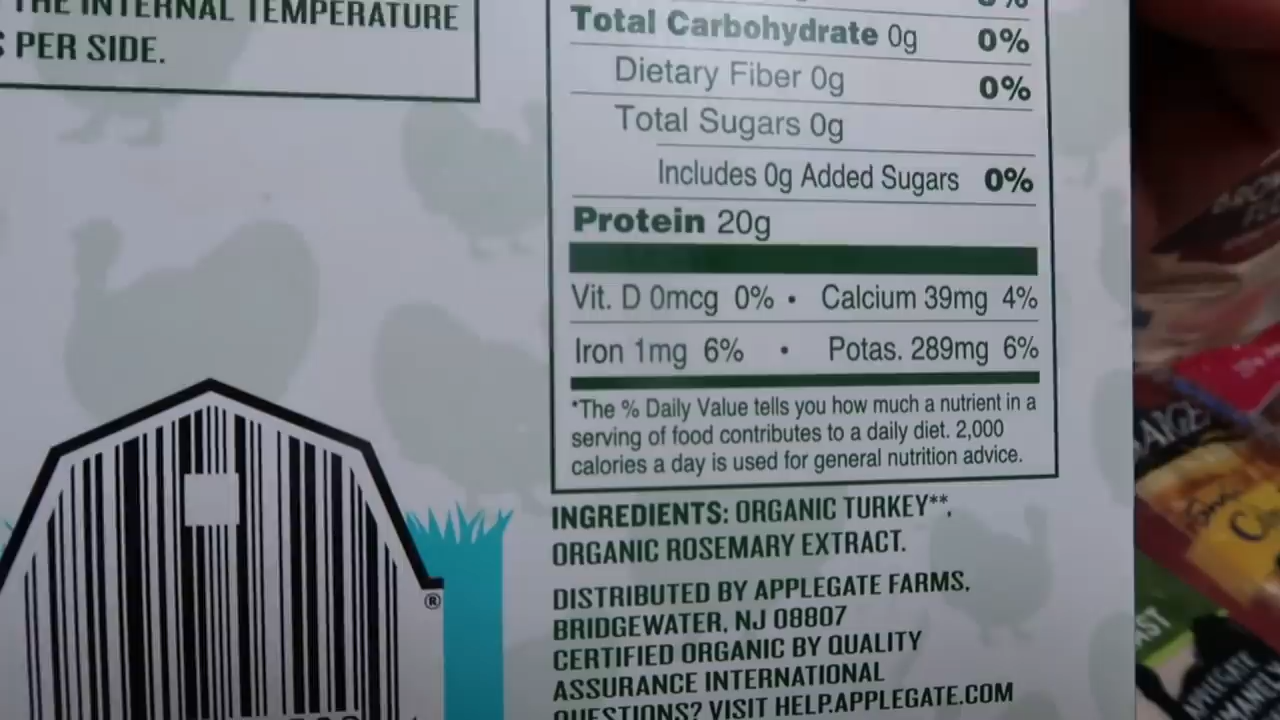 THE INTERNAL TEMPERATURE
PER SIDE.
Total Carbohydrate 0g 0%
Dietary Fiber 0g 0%
Total Sugars 0g
Includes 0g Added Sugars 0%
Protein 20g
Vit. D 0mcg 0% • Calcium 39mg 4%
Iron 1mg 6% • Potas. 289mg 6%
*The % Daily Value tells you how much a nutrient in a
serving of food contributes to a daily diet. 2,000
calories a day is used for general nutrition advice.
INGREDIENTS: ORGANIC TURKEY**,
ORGANIC ROSEMARY EXTRACT.
DISTRIBUTED BY APPLEGATE FARMS,
BRIDGEWATER, NJ 08807
CERTIFIED ORGANIC BY QUALITY
ASSURANCE INTERNATIONAL
QUESTIONS? VISIT HELP.APPLEGATE.COM
®